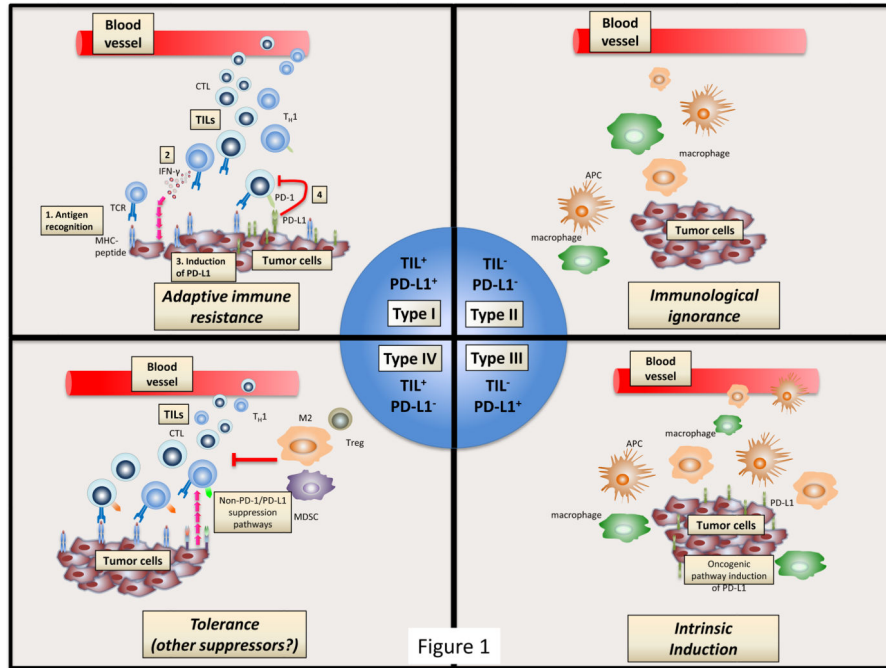 Blood
vessel
CTL
TILs
TH1
2
IFN-γ
4
PD-1
TCR
1. Antigen
recognition
PD-L1
MHC-
peptide
3. Induction
of PD-L1
Tumor cells
Adaptive immune
resistance
Blood
vessel
macrophage
APC
macrophage
Tumor cells
Immunological
ignorance
TIL+
PD-L1+
Type I
TIL-
PD-L1-
Type II
Type IV
TIL+
PD-L1-
Type III
TIL-
PD-L1+
Blood
vessel
TILs
CTL
TH1
M2
Treg
Non-PD-1/PD-L1
suppression
pathways
MDSC
Tumor cells
Tolerance
(other suppressors?)
Blood
vessel
macrophage
APC
PD-L1
macrophage
Tumor cells
Oncogenic
pathway induction
of PD-L1
Intrinsic
Induction
Figure 1